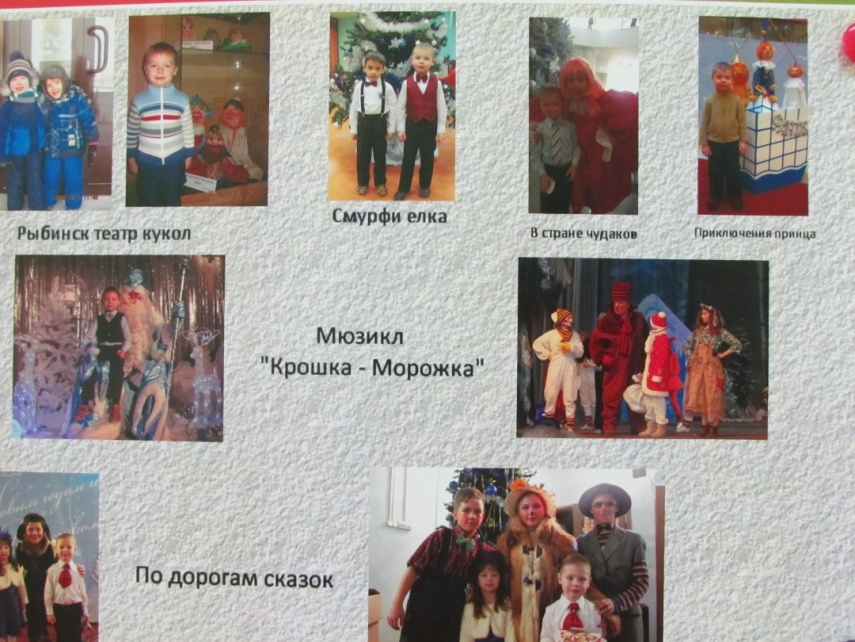 Рыбинск театр кукол
Смурфи елка
В стране чудаков
Приключения принца
Мюзикл
"Крошка - Морожка"
По дорогам сказок